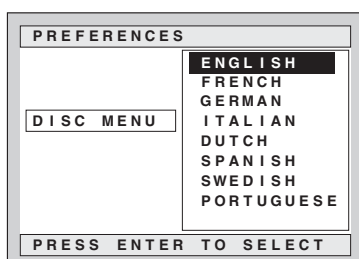 PREFERENCES
DISC MENU
ENGLISH
FRENCH
GERMAN
ITALIAN
DUTCH
SPANISH
SWEDISH
PORTUGUESE
PRESS ENTER TO SELECT